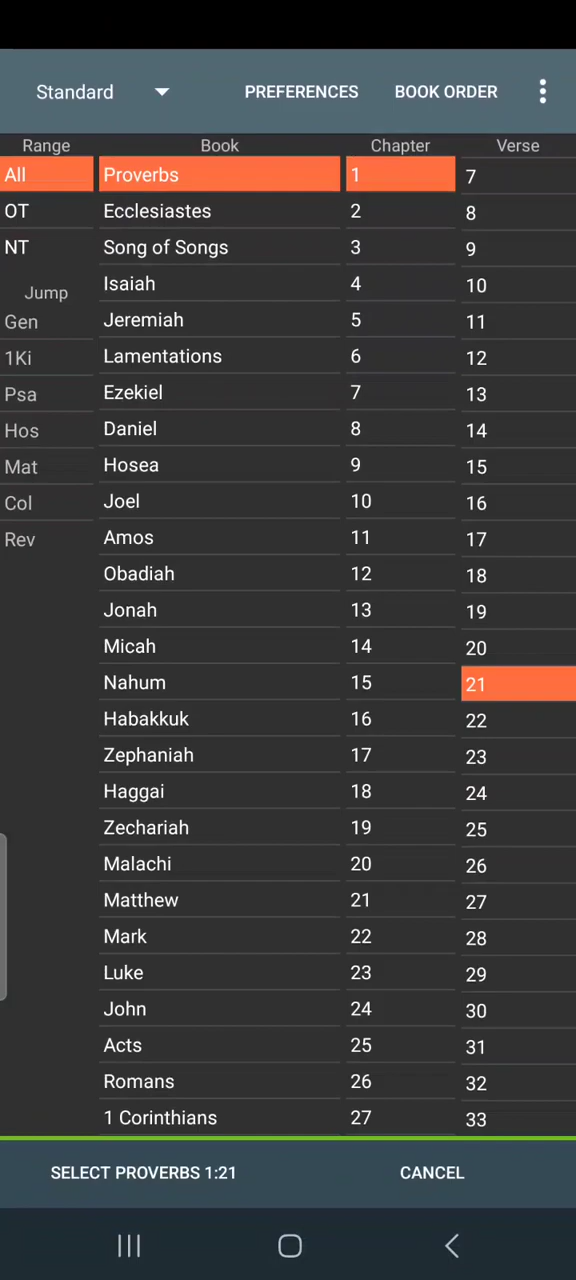 Standard PREFERENCES BOOK ORDER
Range Book Chapter Verse
All Proverbs 1 7
OT Ecclesiastes 2 8
NT Song of Songs 3 9
Isaiah 4 10
Jump
Gen Jeremiah 5 11
1Ki Lamentations 6 12
Psa Ezekiel 7 13
Hos Daniel 8 14
Mat Hosea 9 15
Col Joel 10 16
Rev Amos 11 17
Obadiah 12 18
Jonah 13 19
Micah 14 20
Nahum 15 21
Habakkuk 16 22
Zephaniah 17 23
Haggai 18 24
Zechariah 19 25
Malachi 20 26
Matthew 21 27
Mark 22 28
Luke 23 29
John 24 30
Acts 25 31
Romans 26 32
1 Corinthians 27 33
SELECT PROVERBS 1:21 CANCEL